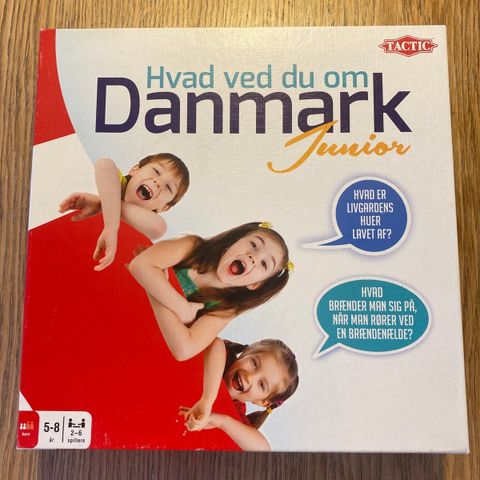 TACTIC
Hvad ved du om
Danmark
Junior
HVAD ER
LIVGARDENS
HUER
LAVET AF?
HVAD
BRÆNDER MAN SIG PÅ,
NÅR MAN RØRER VED
EN BRÆNDENÆLDE?
børn
5-8
år
2-6
spillere